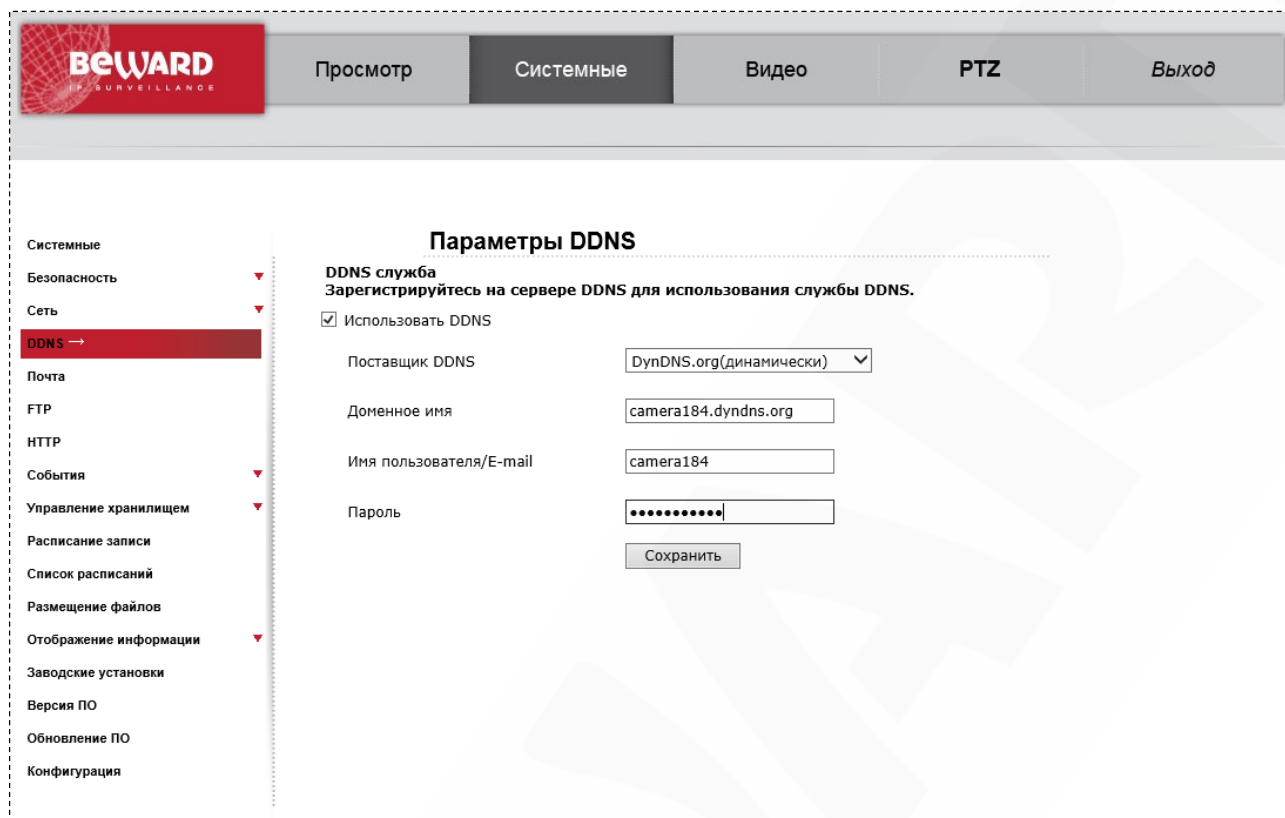 BEWARD
IP SURVEILLANCE
Просмотр
Системные
Видео
PTZ
Выход
Системные
Безопасность
Сеть
DDNS →
Почта
FTP
HTTP
События
Управление хранилищем
Расписание записи
Список расписаний
Размещение файлов
Отображение информации
Заводские установки
Версия ПО
Обновление ПО
Конфигурация
Параметры DDNS
DDNS служба
Зарегистрируйтесь на сервере DDNS для использования службы DDNS.
Использовать DDNS
Поставщик DDNS DynDNS.org(динамически)
Доменное имя camera184.dyndns.org
Имя пользователя/E-mail camera184
Пароль •••••••••••
Сохранить